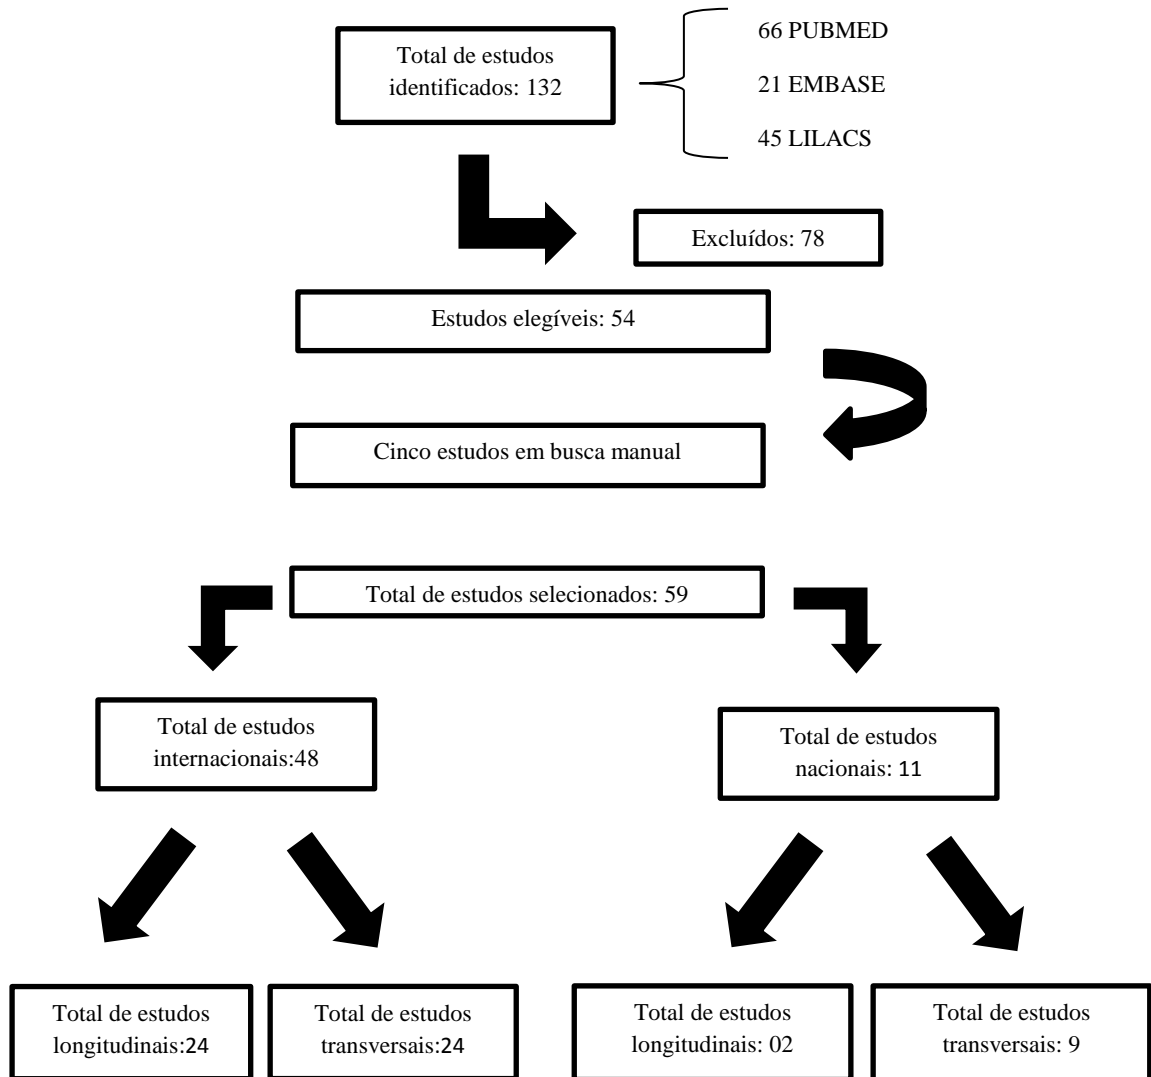 Total de estudos
identificados: 132
66 PUBMED
21 EMBASE
45 LILACS
Excluídos: 78
Estudos elegíveis: 54
Cinco estudos em busca manual
Total de estudos selecionados: 59
Total de estudos
internacionais:48
Total de estudos
nacionais: 11
Total de estudos
longitudinais:24
Total de estudos
transversais:24
Total de estudos
longitudinais: 02
Total de estudos
transversais: 9